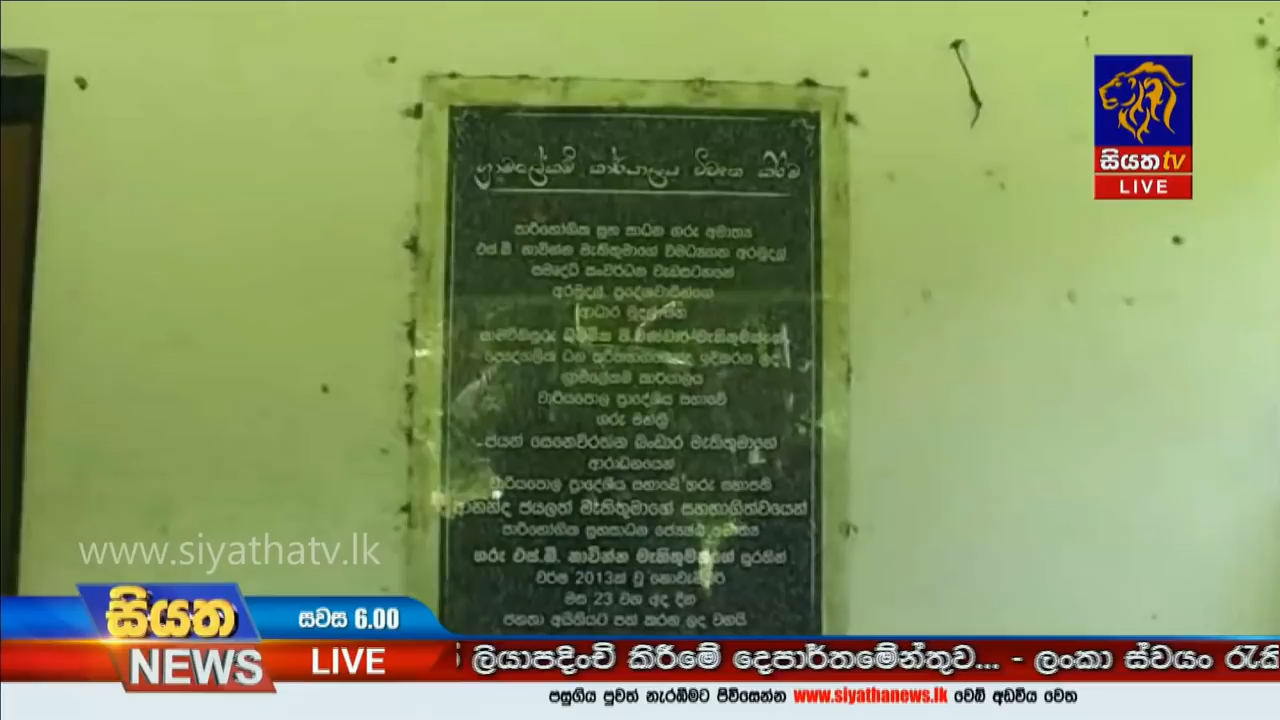 සියත tv
LIVE
ග්‍රාමලේකම් කාර්යාලය විවෘත කිරීම
පාරිභෝගික සුභ සාධන ගරු අමාත්‍ය
එස්.බී. නාවින්න මැතිතුමාගේ විමධ්‍යගත අරමුදල්
සමෘද්ධි සංවර්ධන වැඩසටහනේ
අරමුදල්, ප්‍රදේශවාසීන්ගේ
ආධාර මුදලින්
ග්‍රාමලේකම් කාර්යාලය
වාරියපොල ප්‍රාදේශීය සභාවේ
ගරු මන්ත්‍රී
ජයන් සෙනෙවිරත්න බංඩාර මැතිතුමාගේ
ආරාධනයෙන්
වාරියපොල ප්‍රාදේශීය සභාවේ ගරු සභාපති
ආනන්ද ජයලත් මැතිතුමාගේ සහභාගිත්වයෙන්
පාරිභෝගික සුභසාධන ජ්‍යෙෂ්ඨ අමාත්‍ය
ගරු එස්.බී. නාවින්න මැතිතුමාගේ සුරතින්
වර්ෂ 2013ක් වූ නොවැම්බර්
මස 23 වන අද දින
ජනතා අයිතියට පත් කරන ලද වගයි.
www.siyathatv.lk
සියත
NEWS
සවස 6.00
LIVE
ලියාපදිංචි කිරීමේ දෙපාර්තමේන්තුව... - ලංකා ස්වයං රැකි
පසුගිය පුවත් නැරඹීමට පිවිසෙන්න www.siyathanews.lk වෙබ් අඩවිය වෙත